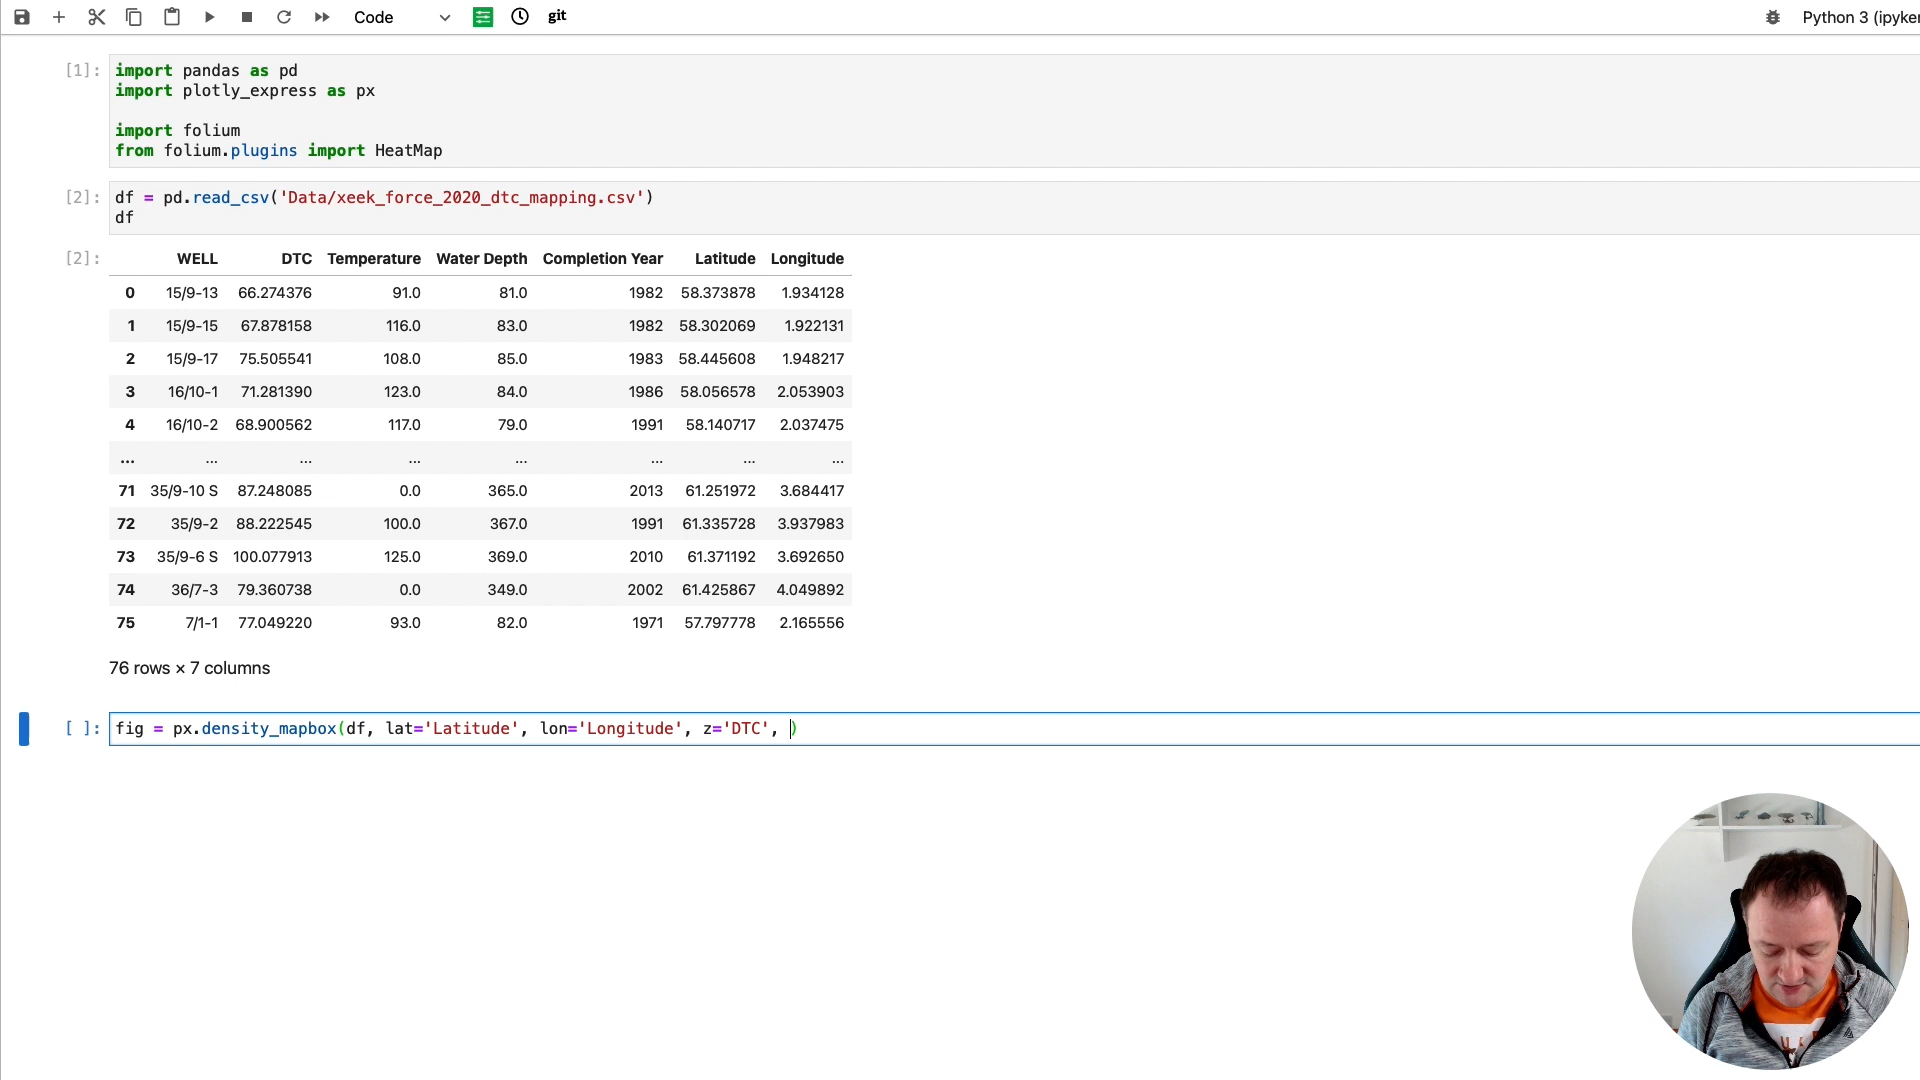 Code git Python 3 (ipyker
[1]: import pandas as pd
import plotly_express as px
import folium
from folium.plugins import HeatMap
[2]: df = pd.read_csv('Data/xeek_force_2020_dtc_mapping.csv')
df
[2]: WELL DTC Temperature Water Depth Completion Year Latitude Longitude
0 15/9-13 66.274376 91.0 81.0 1982 58.373878 1.934128
1 15/9-15 67.878158 116.0 83.0 1982 58.302069 1.922131
2 15/9-17 75.505541 108.0 85.0 1983 58.445608 1.948217
3 16/10-1 71.281390 123.0 84.0 1986 58.056578 2.053903
4 16/10-2 68.900562 117.0 79.0 1991 58.140717 2.037475
... ... ... ... ... ... ... ...
71 35/9-10 S 87.248085 0.0 365.0 2013 61.251972 3.684417
72 35/9-2 88.222545 100.0 367.0 1991 61.335728 3.937983
73 35/9-6 S 100.077913 125.0 369.0 2010 61.371192 3.692650
74 36/7-3 79.360738 0.0 349.0 2002 61.425867 4.049892
75 7/1-1 77.049220 93.0 82.0 1971 57.797778 2.165556
76 rows × 7 columns
[ ]: fig = px.density_mapbox(df, lat='Latitude', lon='Longitude', z='DTC', )